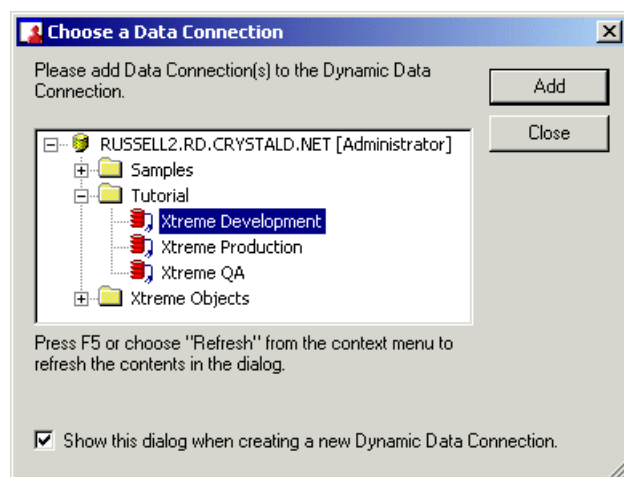 Choose a Data Connection
Please add Data Connection(s) to the Dynamic Data
Connection.
Add
Close
RUSSELL2.RD.CRYSTALD.NET [Administrator]
Samples
Tutorial
Xtreme Development
Xtreme Production
Xtreme QA
Xtreme Objects
Press F5 or choose "Refresh" from the context menu to
refresh the contents in the dialog.
Show this dialog when creating a new Dynamic Data Connection.